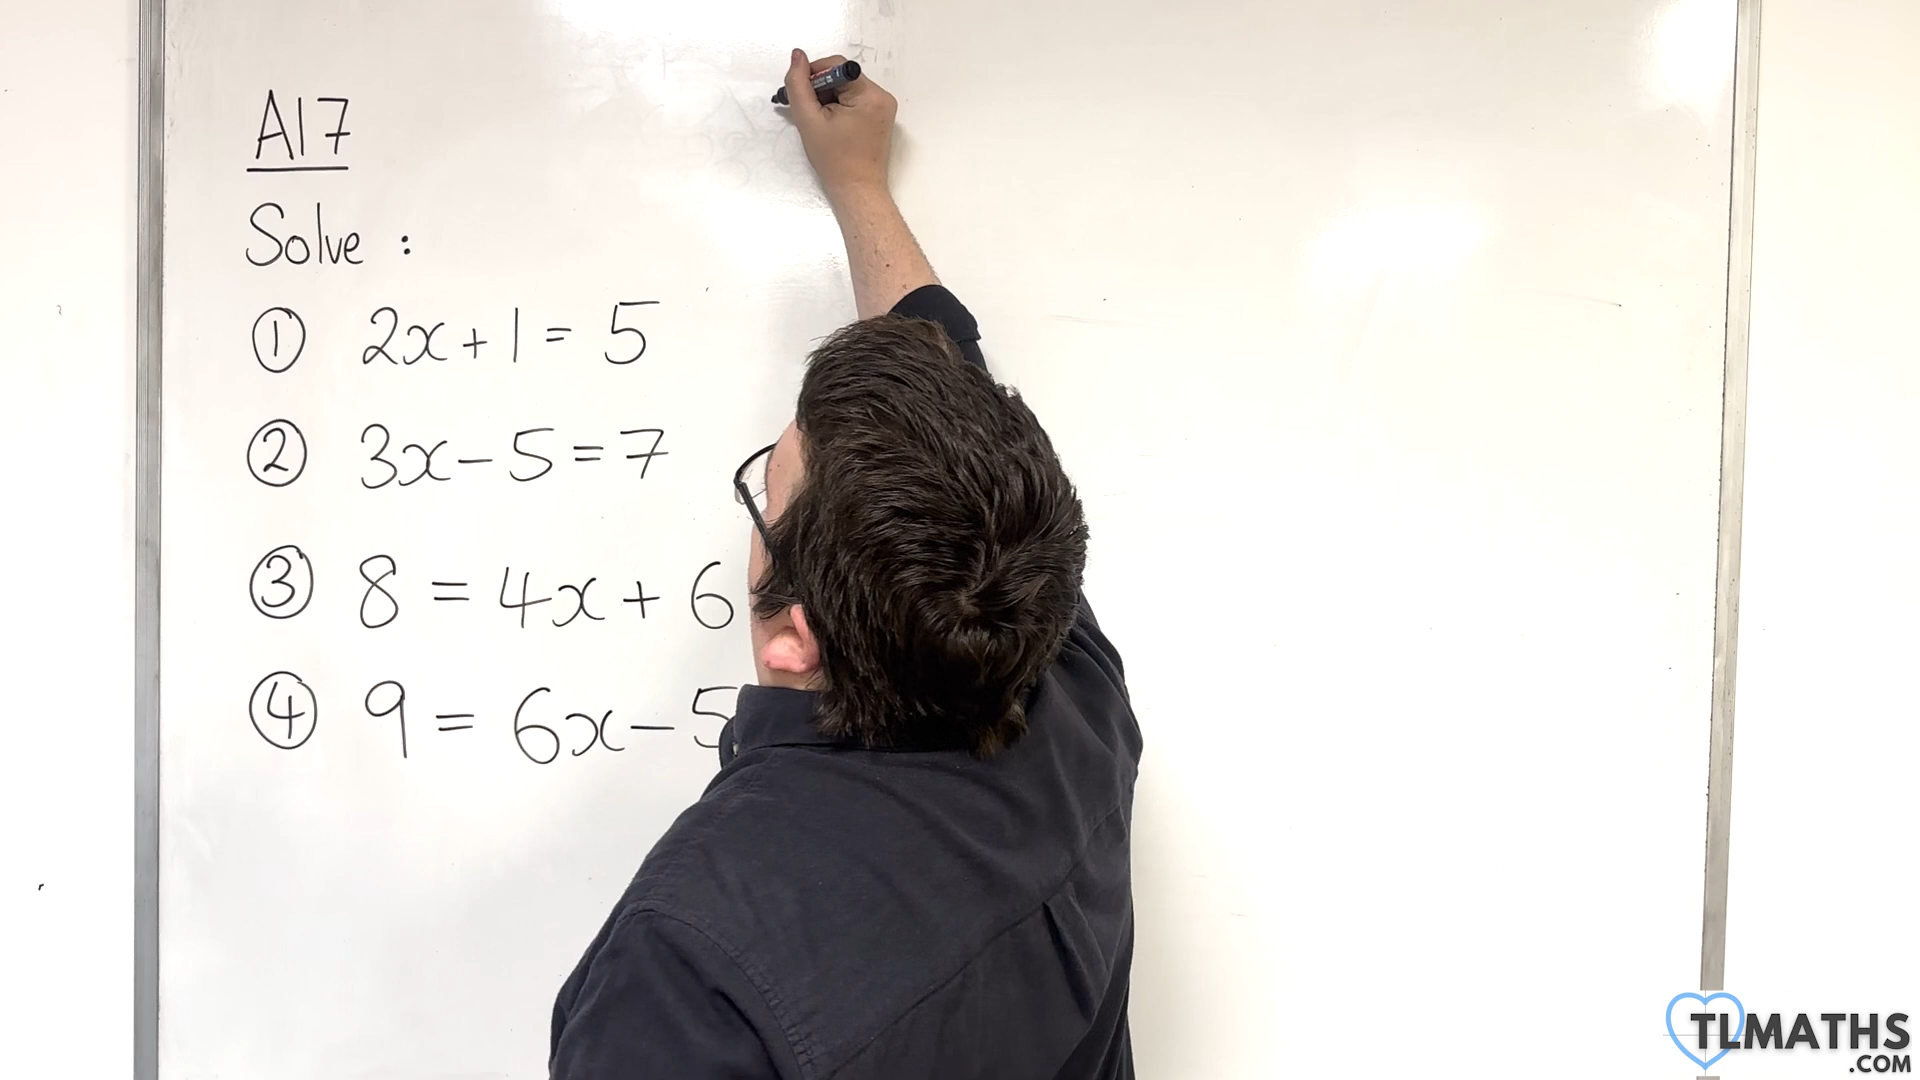 A17
Solve :
① 2x + 1 = 5
② 3x - 5 = 7
③ 8 = 4x + 6
④ 9 = 6x - 5
TLMATHS
.COM